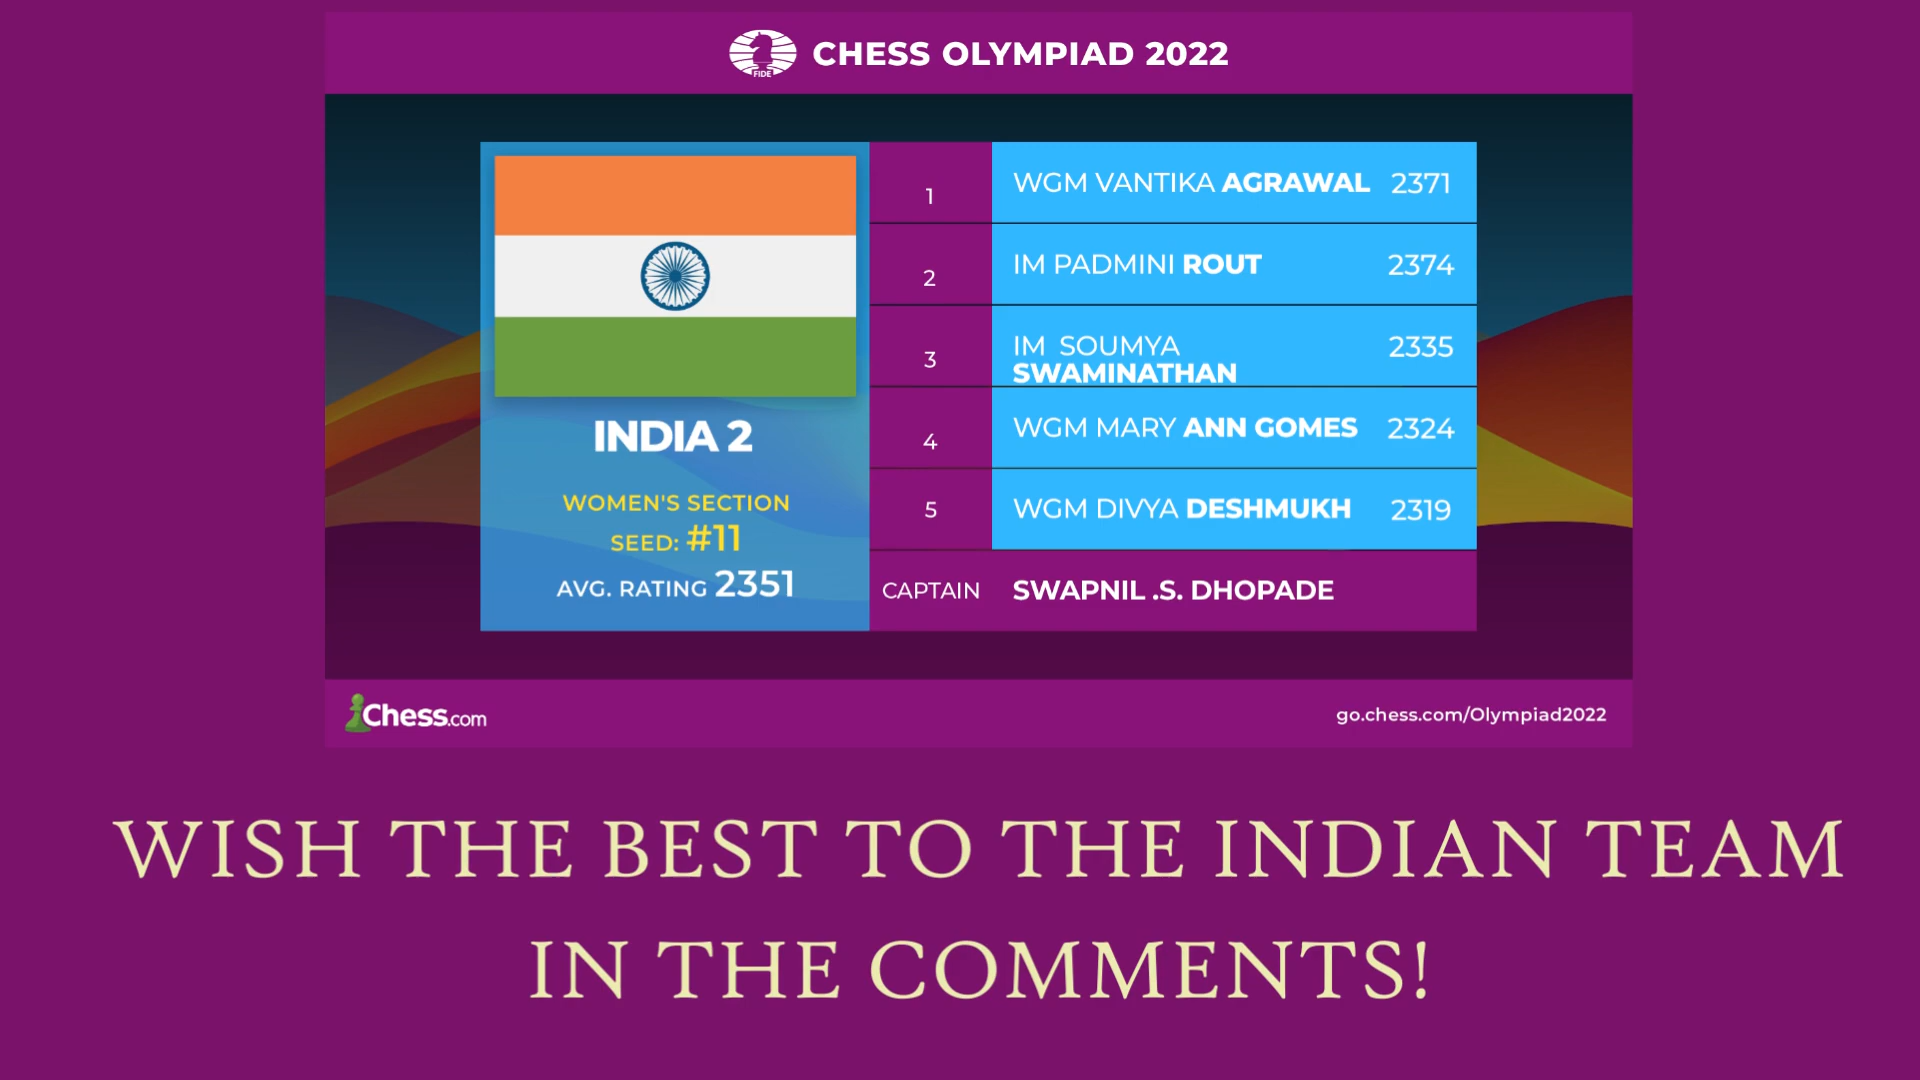 FIDE
CHESS OLYMPIAD 2022
INDIA 2
WOMEN'S SECTION
SEED: #11
AVG. RATING 2351
1 WGM VANTIKA AGRAWAL 2371
2 IM PADMINI ROUT 2374
3 IM SOUMYA 2335
SWAMINATHAN
4 WGM MARY ANN GOMES 2324
5 WGM DIVYA DESHMUKH 2319
CAPTAIN SWAPNIL .S. DHOPADE
Chess.com
go.chess.com/Olympiad2022
WISH THE BEST TO THE INDIAN TEAM
IN THE COMMENTS!